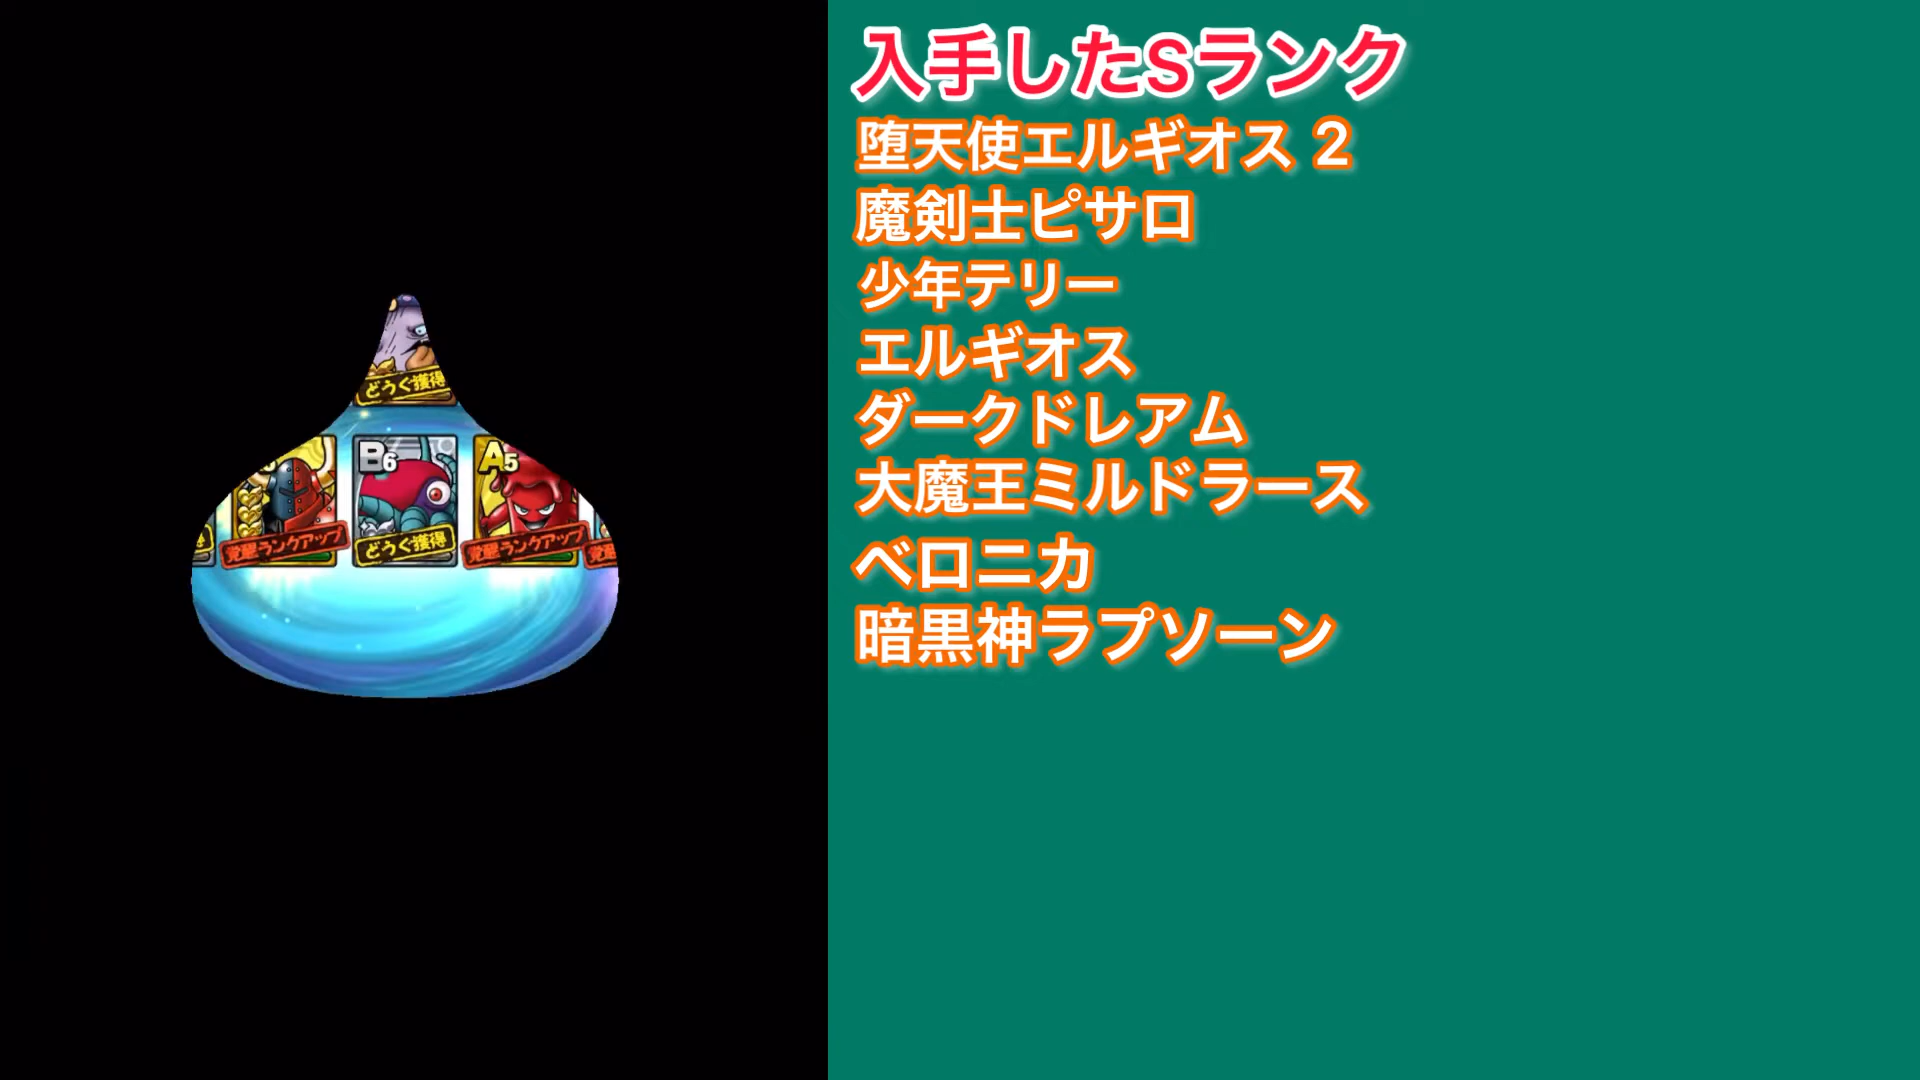 入手したSランク
堕天使エルギオス 2
魔剣士ピサロ
少年テリー
エルギオス
ダークドレアム
大魔王ミルドラース
ベロニカ
暗黒神ラプソーン
どうぐ獲得
B6
A5
覚醒ランクアップ
どうぐ獲得
覚醒ランクアップ